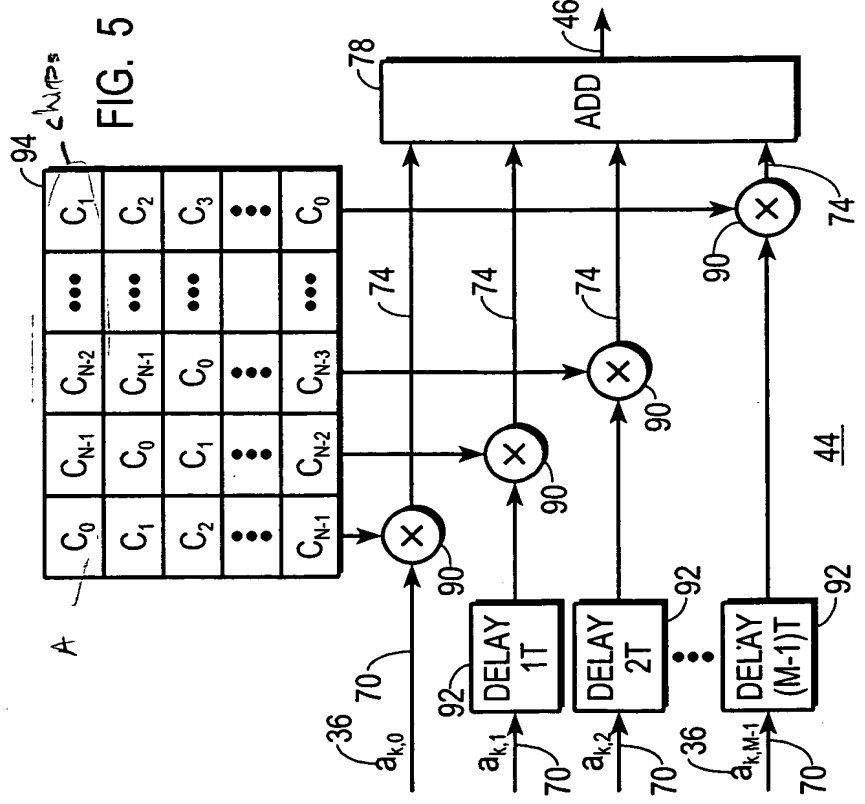 94
chips
FIG. 5
A
C0 CN-1 CN-2 ••• C1
C1 C0 CN-1 ••• C2
C2 C1 C0 ••• C3
••• ••• ••• •••
CN-1 CN-2 CN-3 ••• C0
78
ADD
46
74
74
74
74
90
90
90
90
36
ak,0
70
92
DELAY
1T
ak,1
70
DELAY
2T
92
ak,2
70
•••
DELAY
(M-1)T
92
36
ak,M-1
70
44